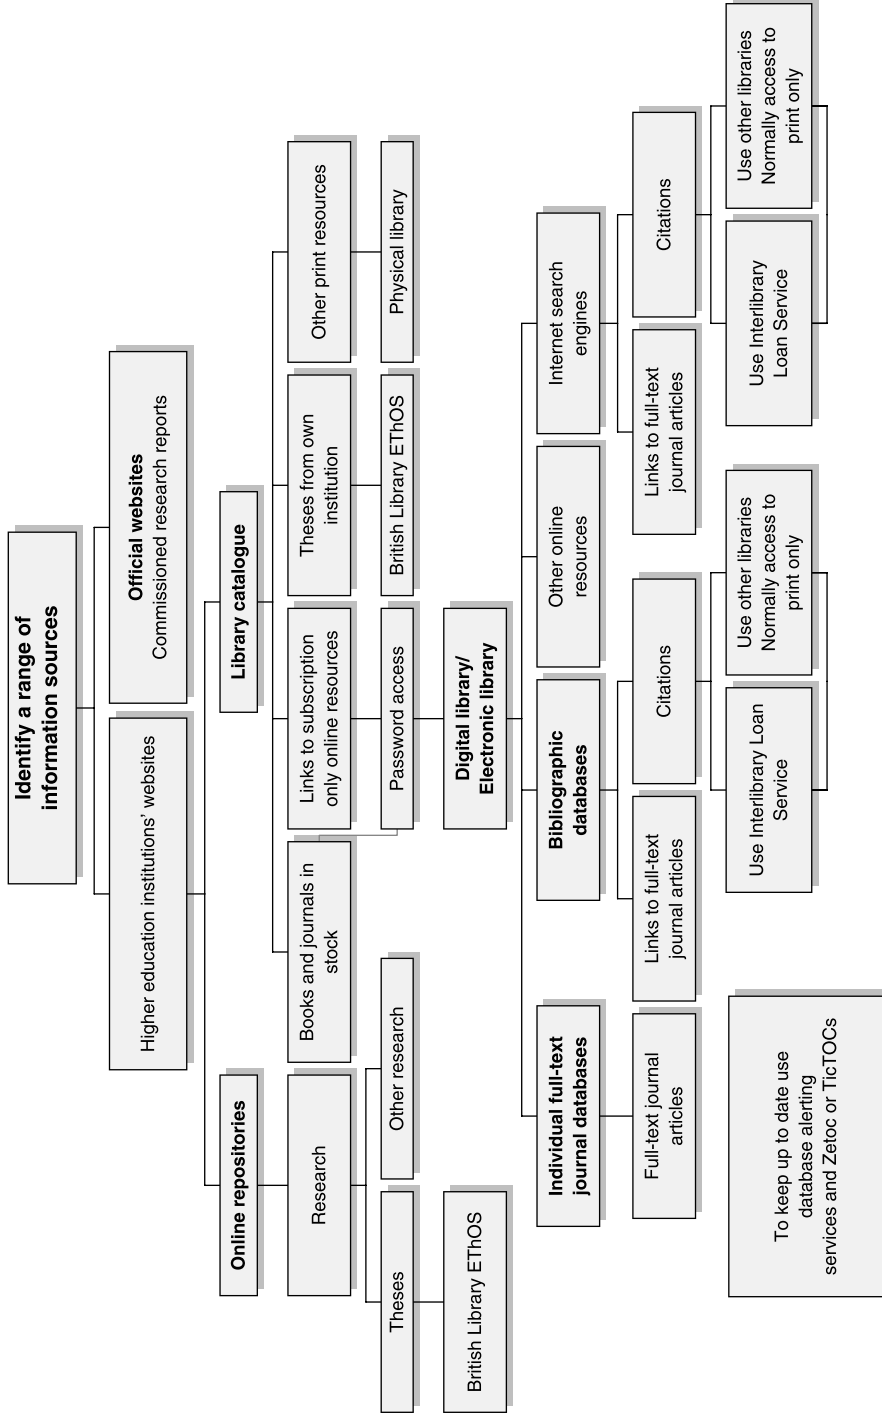 Identify a range of
information sources
Higher education institutions’ websites
Official websites
Commissioned research reports
Online repositories
Library catalogue
Research
Books and journals in
stock
Links to subscription
only online resources
Theses from own
institution
Other print resources
Theses
Other research
Password access
British Library EThOS
Physical library
British Library EThOS
Digital library/
Electronic library
Individual full-text
journal databases
Bibliographic
databases
Other online
resources
Internet search
engines
Full-text journal
articles
Links to full-text
journal articles
Citations
Links to full-text
journal articles
Citations
To keep up to date use
database alerting
services and Zetoc or TicTOCs
Use Interlibrary Loan
Service
Use other libraries
Normally access to
print only
Use Interlibrary
Loan Service
Use other libraries
Normally access to
print only